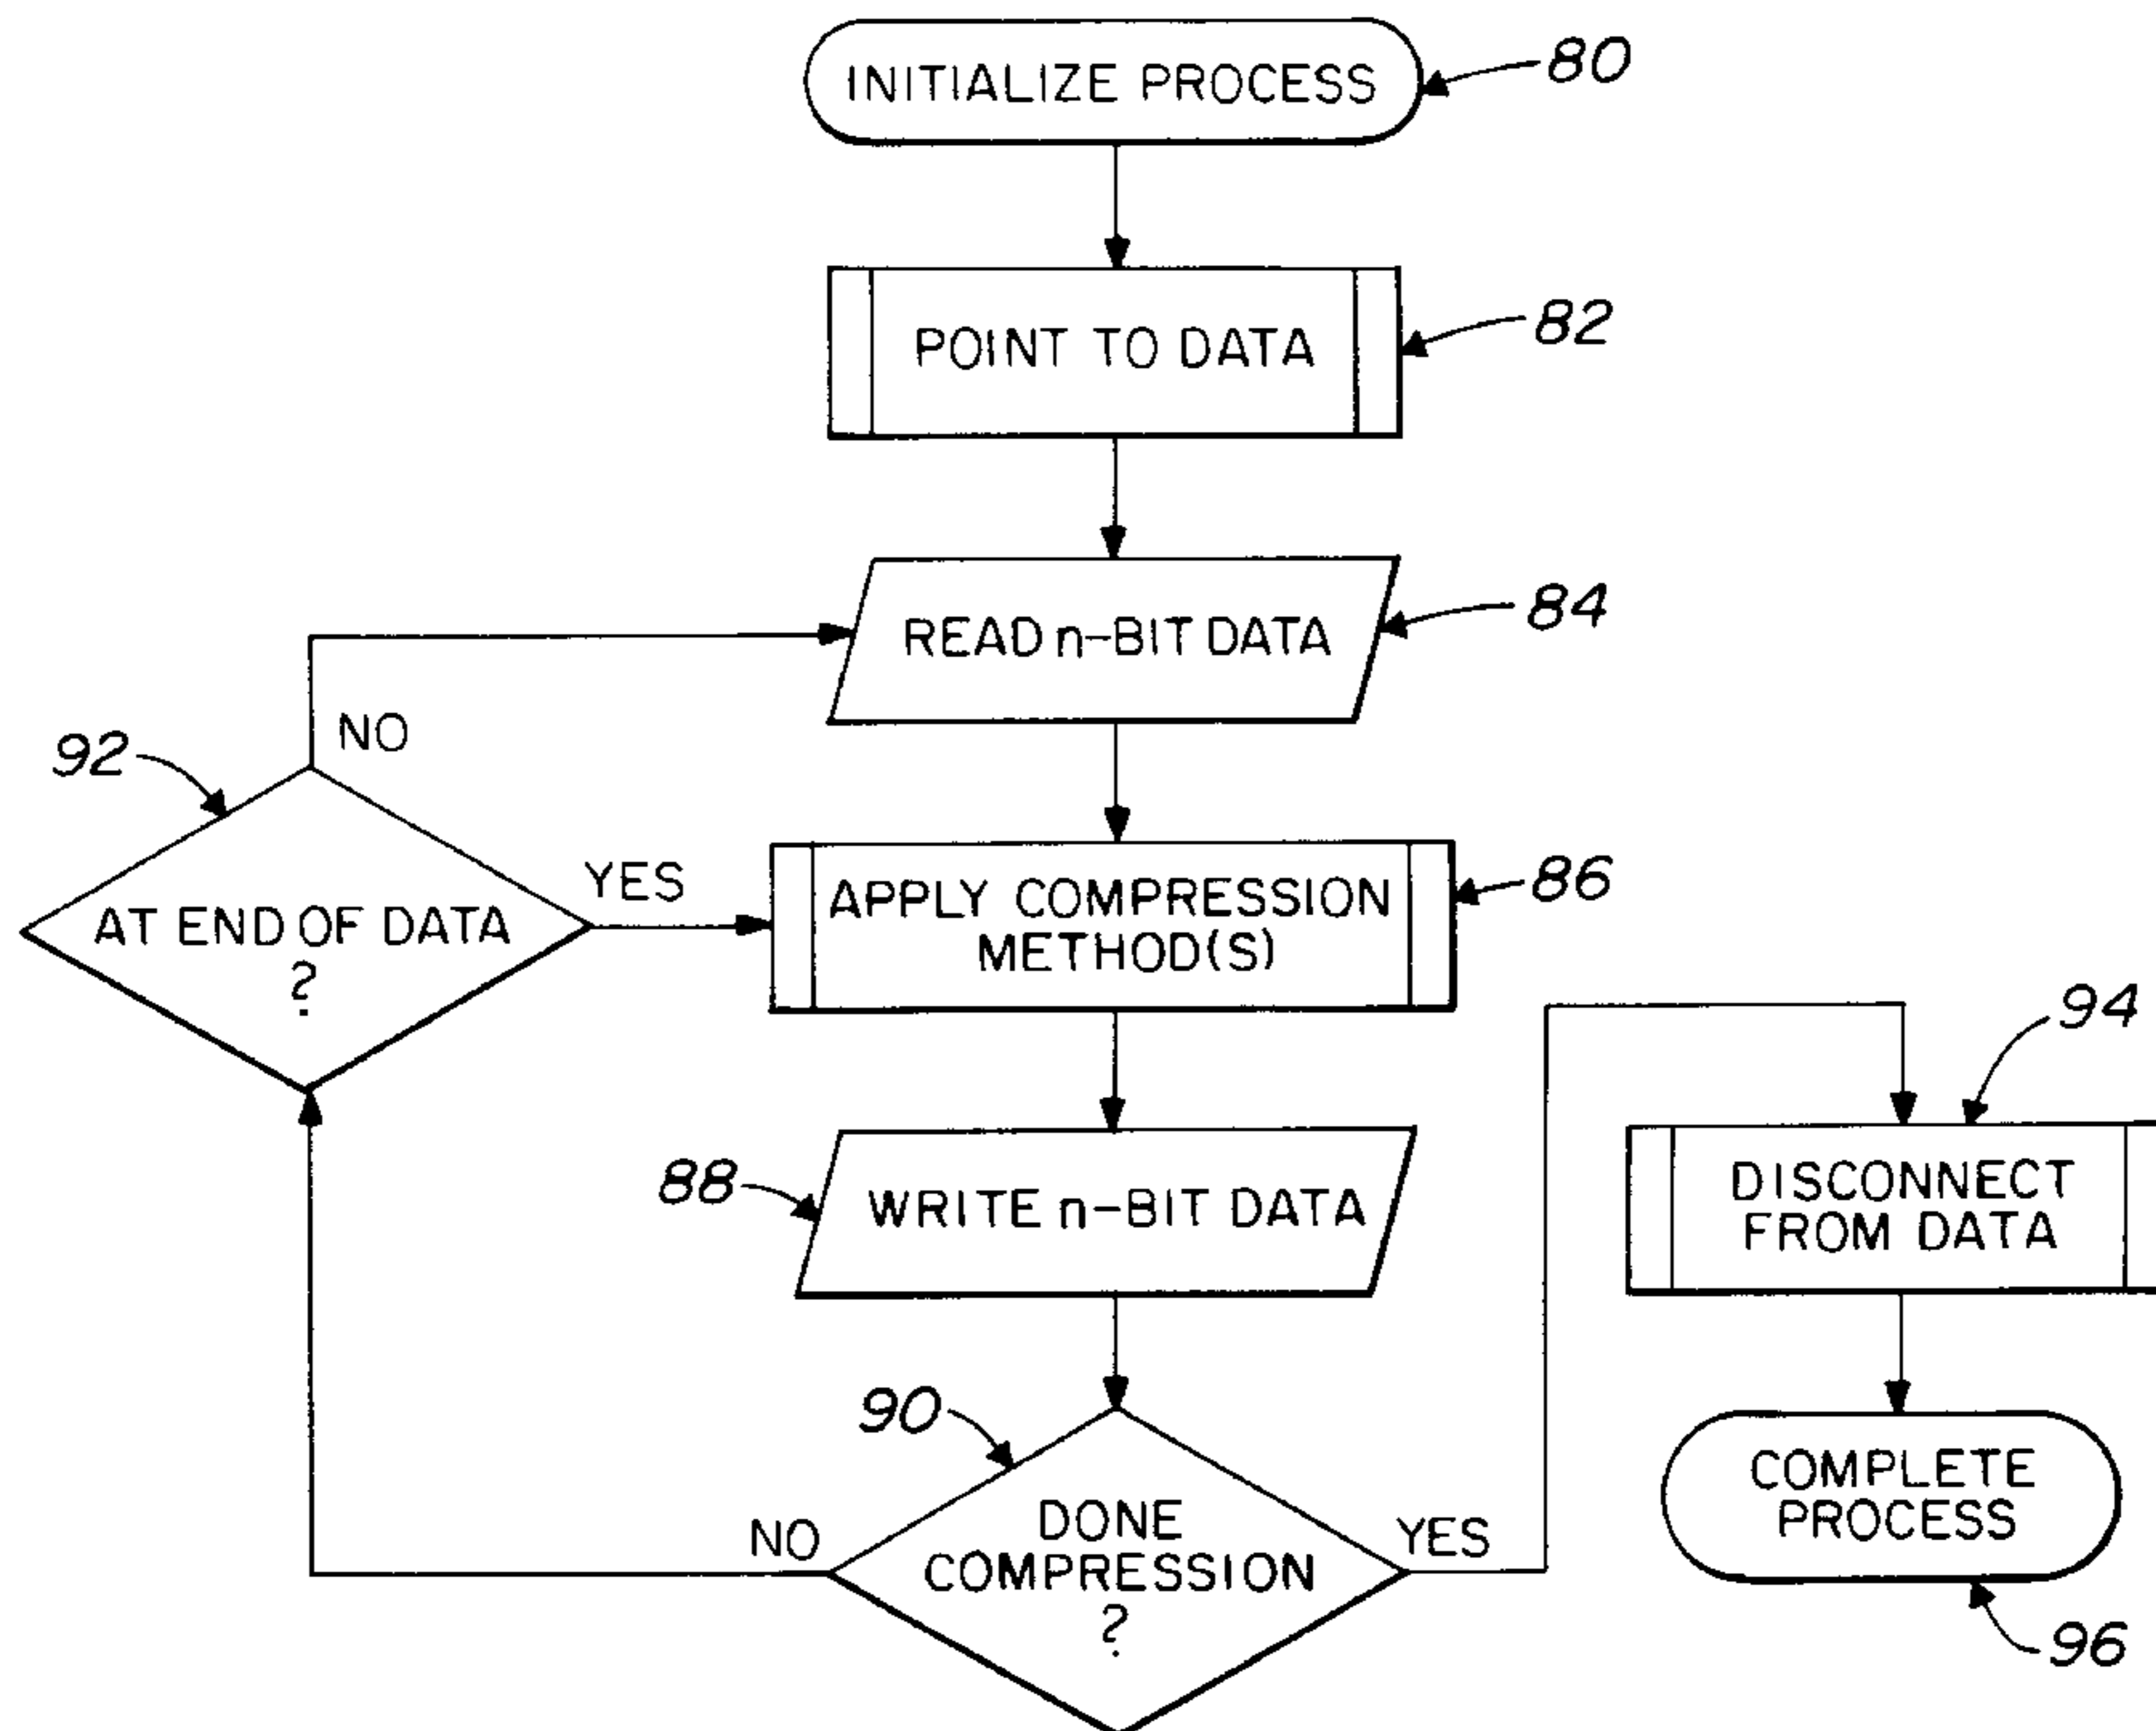 INITIALIZE PROCESS
80
POINT TO DATA
82
READ n-BIT DATA
84
NO
92
AT END OF DATA
?
YES
APPLY COMPRESSION
METHOD(S)
86
88
WRITE n-BIT DATA
94
DISCONNECT
FROM DATA
90
DONE
COMPRESSION
?
NO
YES
COMPLETE
PROCESS
96